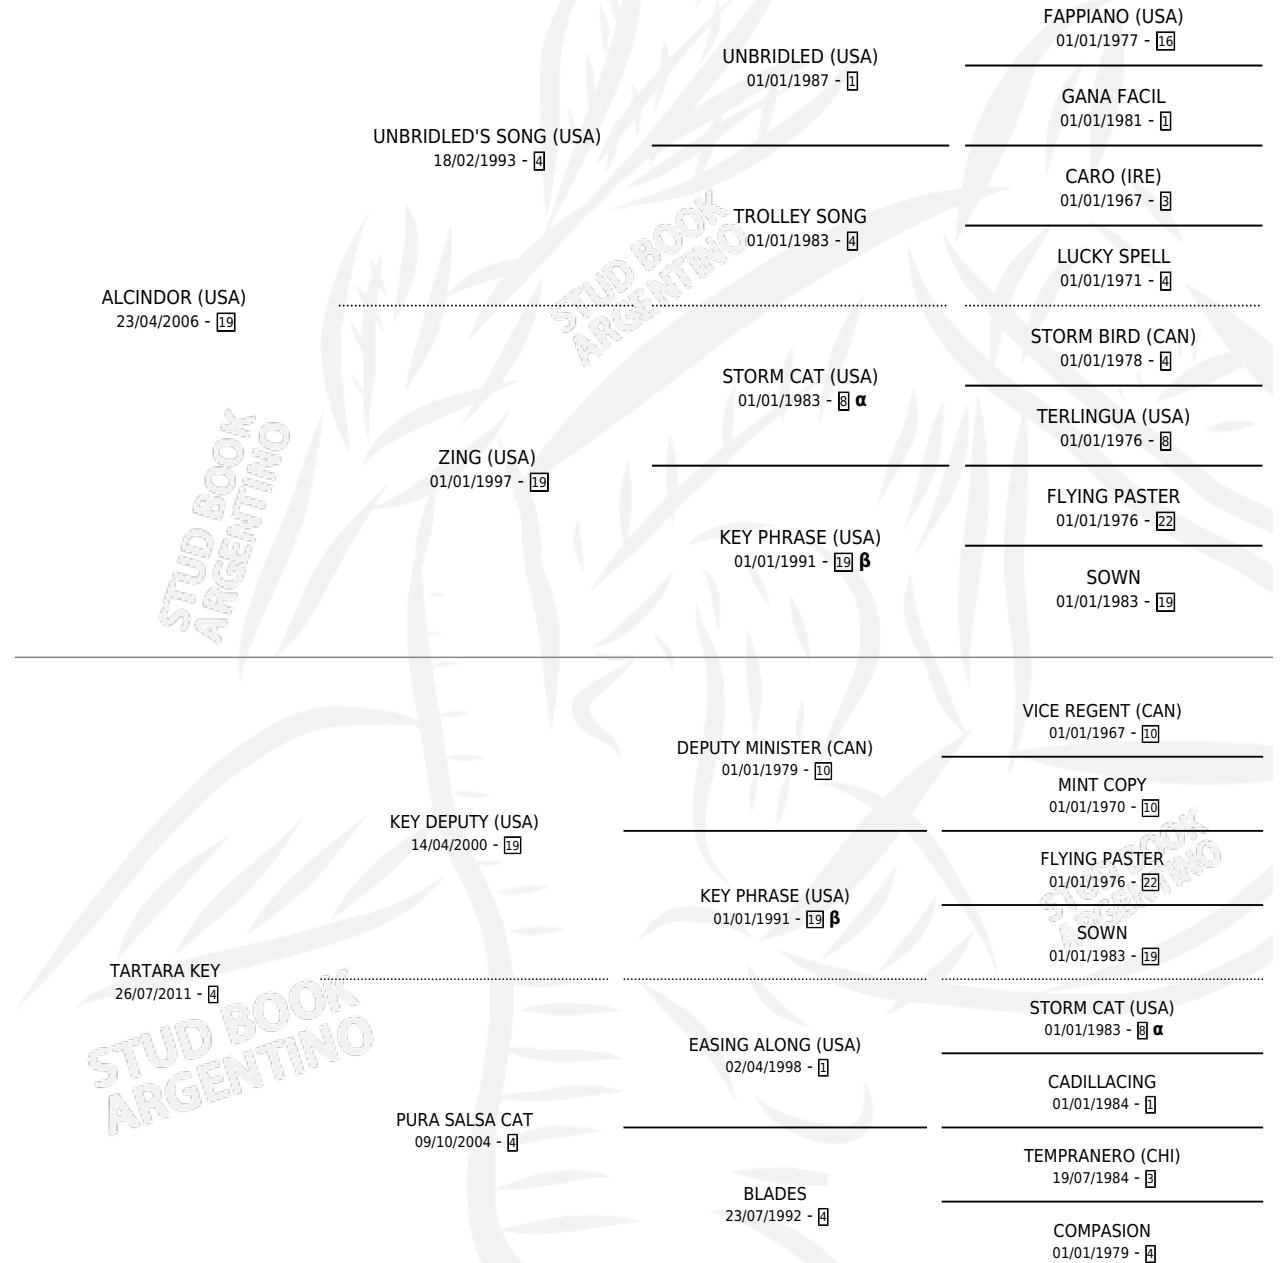 FAPPIANO (USA)
01/01/1977 - 16
UNBRIDLED (USA)
01/01/1987 - 1
GANA FACIL
01/01/1981 - 1
UNBRIDLED'S SONG (USA)
18/02/1993 - 4
CARO (IRE)
01/01/1967 - 3
TROLLEY SONG
01/01/1983 - 4
LUCKY SPELL
01/01/1971 - 4
STUD BOOK
ARGENTINO
ALCINDOR (USA)
23/04/2006 - 19
STORM BIRD (CAN)
01/01/1978 - 4
STORM CAT (USA)
01/01/1983 - 8 α
TERLINGUA (USA)
01/01/1976 - 8
ZING (USA)
01/01/1997 - 19
FLYING PASTER
01/01/1976 - 22
KEY PHRASE (USA)
01/01/1991 - 19 β
SOWN
01/01/1983 - 19
STUD BOOK
ARGENTINO
VICE REGENT (CAN)
01/01/1967 - 10
DEPUTY MINISTER (CAN)
01/01/1979 - 10
MINT COPY
01/01/1970 - 10
KEY DEPUTY (USA)
14/04/2000 - 19
FLYING PASTER
01/01/1976 - 22
KEY PHRASE (USA)
01/01/1991 - 19 β
SOWN
01/01/1983 - 19
STUD BOOK
ARGENTINO
TARTARA KEY
26/07/2011 - 4
STORM CAT (USA)
01/01/1983 - 8 α
EASING ALONG (USA)
02/04/1998 - 1
CADILLACING
01/01/1984 - 1
STUD BOOK
ARGENTINO
PURA SALSA CAT
09/10/2004 - 4
TEMPRANERO (CHI)
19/07/1984 - 3
BLADES
23/07/1992 - 4
COMPASION
01/01/1979 - 4